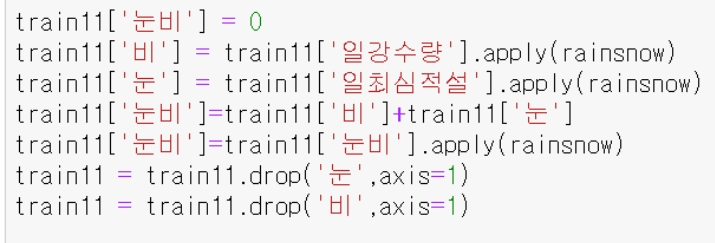 train11['눈비'] = 0
train11['비'] = train11['일강수량'].apply(rainsnow)
train11['눈'] = train11['일최심적설'].apply(rainsnow)
train11['눈비']=train11['비']+train11['눈']
train11['눈비']=train11['눈비'].apply(rainsnow)
train11 = train11.drop('눈',axis=1)
train11 = train11.drop('비',axis=1)